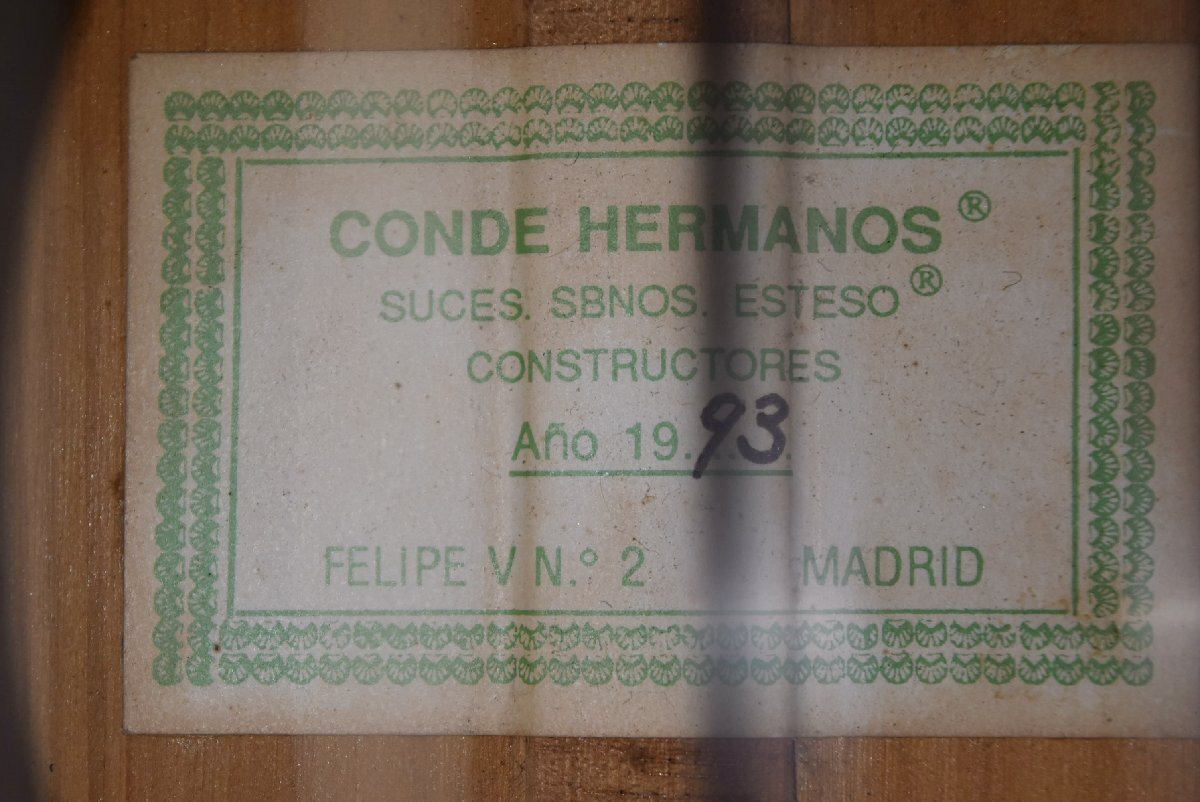 CONDE HERMANOS®
SUCES. SBNOS. ESTESO®
CONSTRUCTORES
Año 19.93.
FELIPE V N.º 2 MADRID